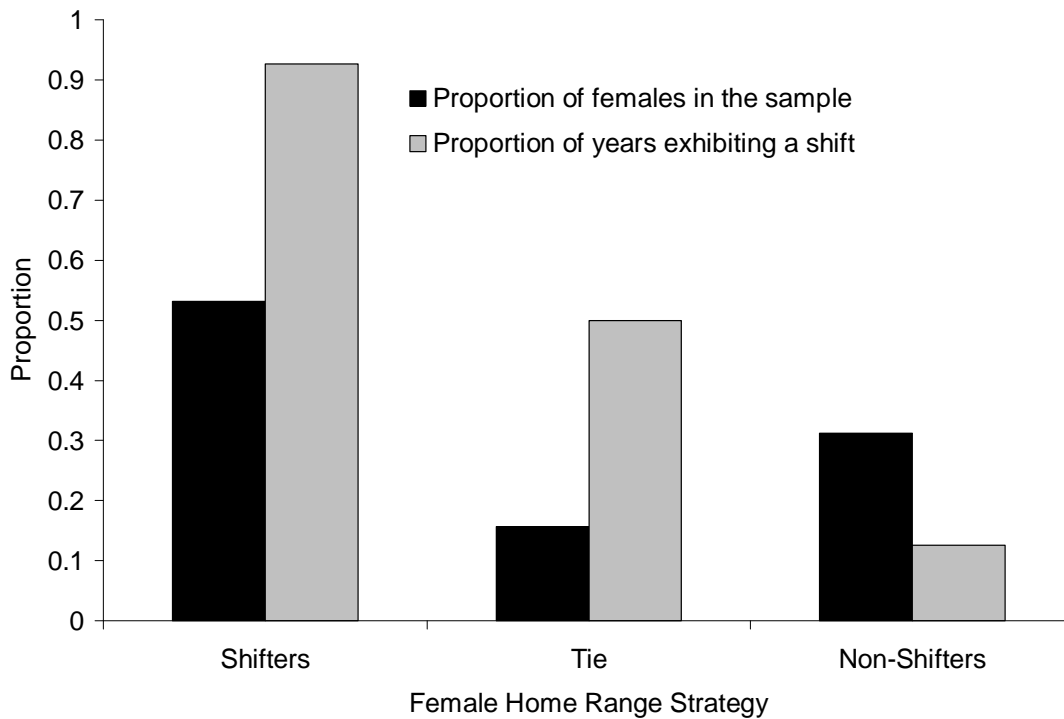 Proportion
1
0.9
0.8
0.7
0.6
0.5
0.4
0.3
0.2
0.1
0
Proportion of females in the sample
Proportion of years exhibiting a shift
Shifters Tie Non-Shifters
Female Home Range Strategy